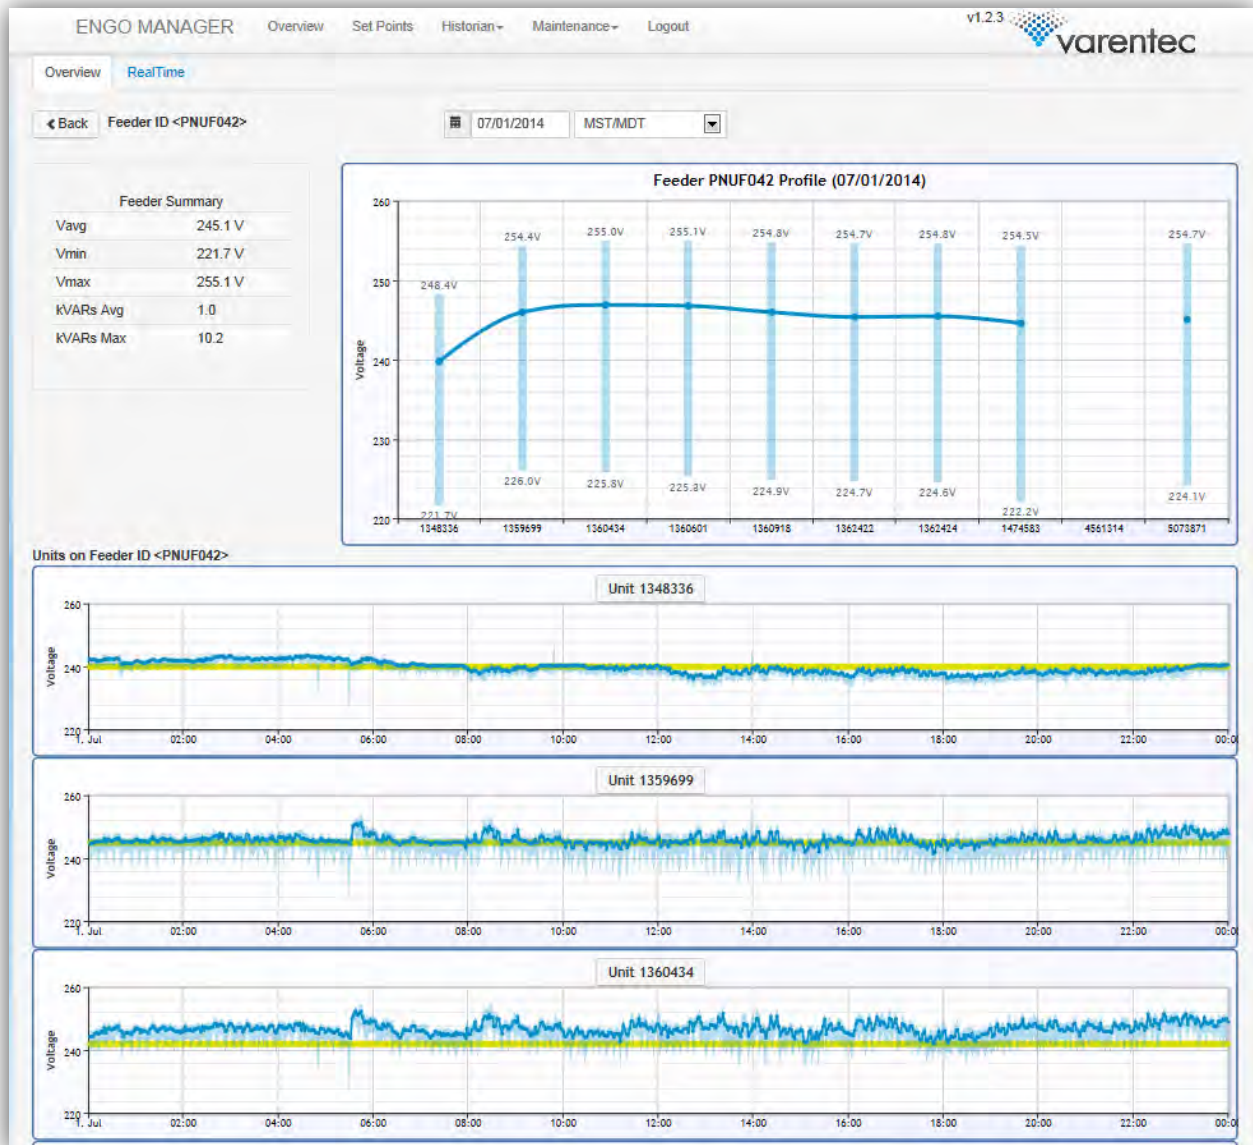 ENGO MANAGER Overview Set Points Historian Maintenance Logout v1.2.3 varentec
Overview RealTime
Back Feeder ID <PNUF042> 07/01/2014 MST/MDT
Feeder Summary
Vavg 245.1 V
Vmin 221.7 V
Vmax 255.1 V
kVARs Avg 1.0
kVARs Max 10.2
Feeder PNUF042 Profile (07/01/2014)
Voltage
260
250
240
230
220
248.4V 254.4V 255.0V 255.1V 254.8V 254.7V 254.8V 254.5V 254.7V
221.7V 226.0V 225.8V 225.8V 224.9V 224.7V 224.6V 222.2V 224.1V
1348336 1359699 1360434 1360601 1360918 1362422 1362424 1474583 4561314 5073871
Units on Feeder ID <PNUF042>
Unit 1348336
Voltage
260
240
220
1. Jul 02:00 04:00 06:00 08:00 10:00 12:00 14:00 16:00 18:00 20:00 22:00 00:00
Unit 1359699
Voltage
260
240
220
1. Jul 02:00 04:00 06:00 08:00 10:00 12:00 14:00 16:00 18:00 20:00 22:00 00:00
Unit 1360434
Voltage
260
240
220
1. Jul 02:00 04:00 06:00 08:00 10:00 12:00 14:00 16:00 18:00 20:00 22:00 00:00